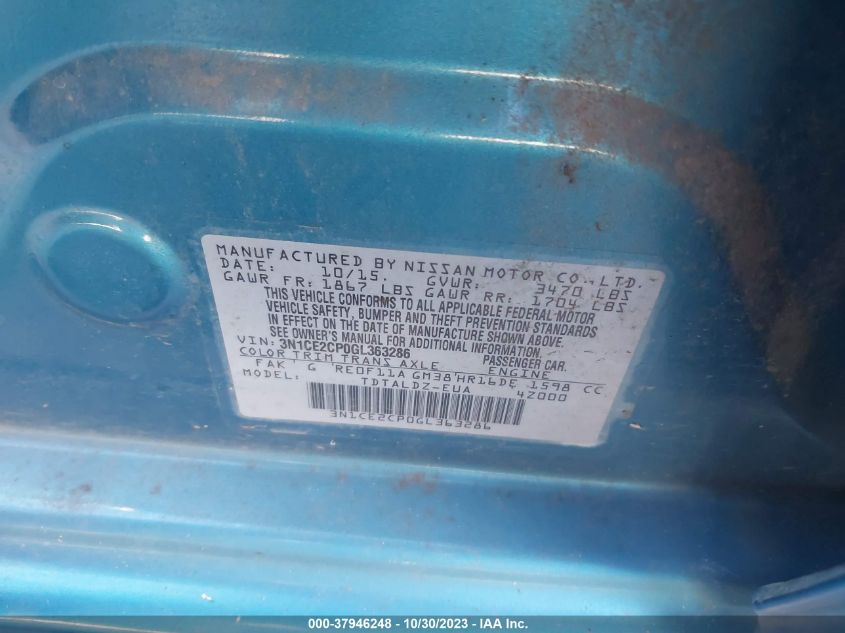 MANUFACTURED BY NISSAN MOTOR CO., LTD.
DATE: 10/15. GVWR: 3470 LBS
GAWR FR: 1867 LBS GAWR RR: 1704 LBS
THIS VEHICLE CONFORMS TO ALL APPLICABLE FEDERAL MOTOR
VEHICLE SAFETY, BUMPER AND THEFT PREVENTION STANDARDS
IN EFFECT ON THE DATE OF MANUFACTURE SHOWN ABOVE.
SEE OWNER'S MANUAL FOR ADDITIONAL INFORMATION.
VIN: 3N1CE2CP0GL363286 PASSENGER CAR.
COLOR TRIM TRANS AXLE ENGINE
FAK G RE0F11A GM38 HR16DE 1598 CC
MODEL: TDTALDZ-EUA 4Z000
3N1CE2CP0GL363286
000-37946248 - 10/30/2023 - IAA Inc.